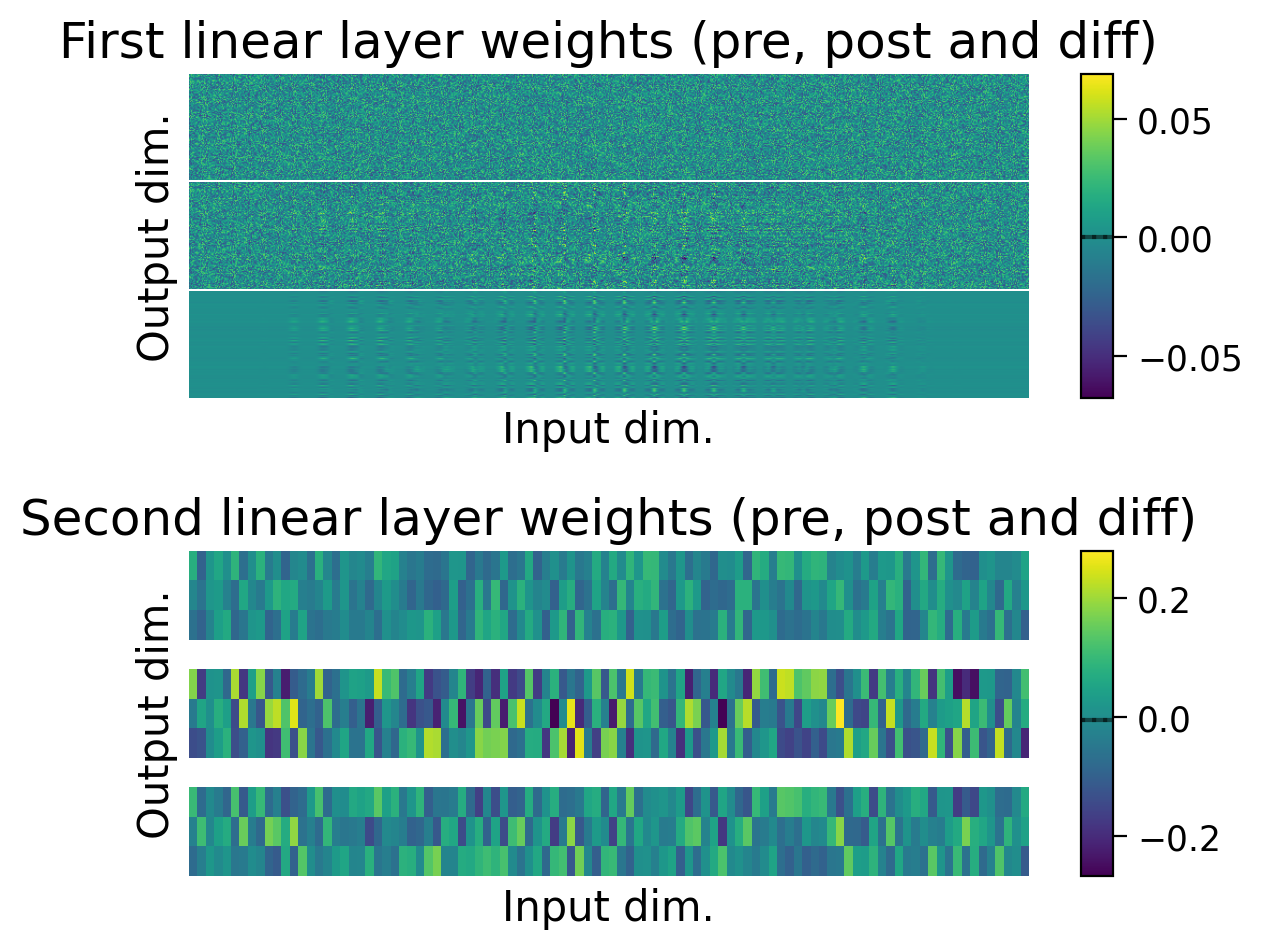 First linear layer weights (pre, post and diff)
Output dim.
0.05
0.00
−0.05
Input dim.
Second linear layer weights (pre, post and diff)
Output dim.
0.2
0.0
−0.2
Input dim.